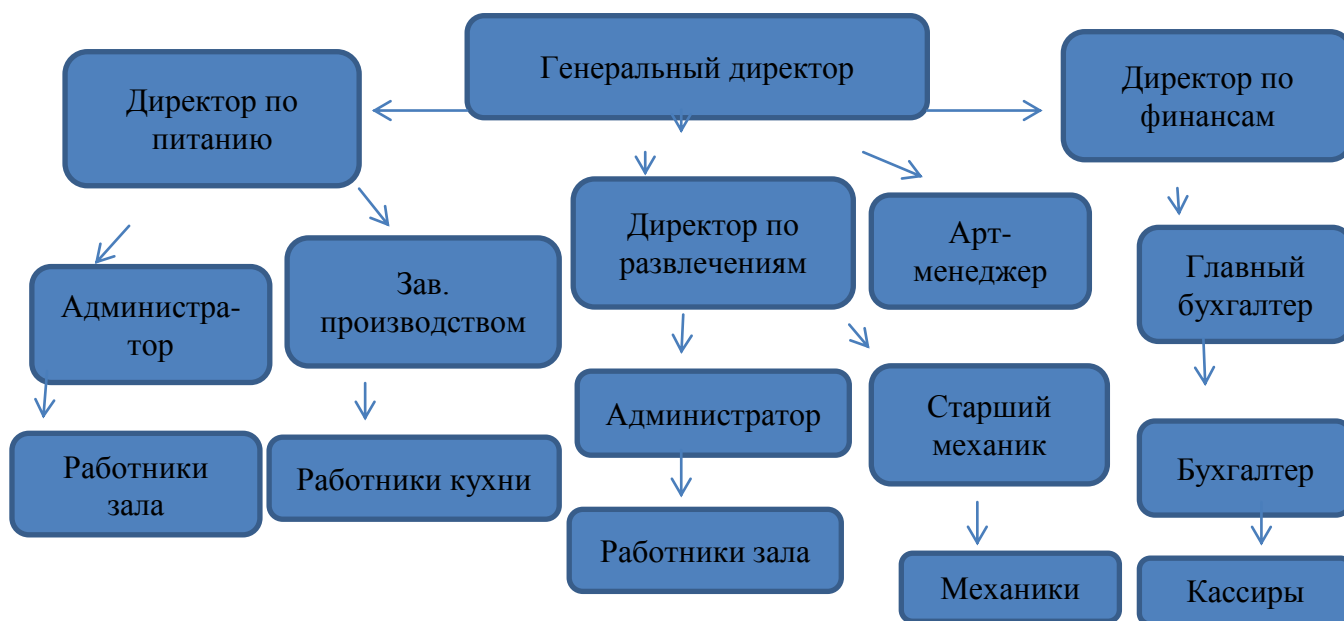 Генеральный директор
Директор по
питанию
Директор по
финансам
Директор по
развлечениям
Арт-
менеджер
Администра-
тор
Зав.
производством
Главный
бухгалтер
Администратор
Старший
механик
Работники
зала
Работники кухни
Бухгалтер
Работники зала
Механики
Кассиры